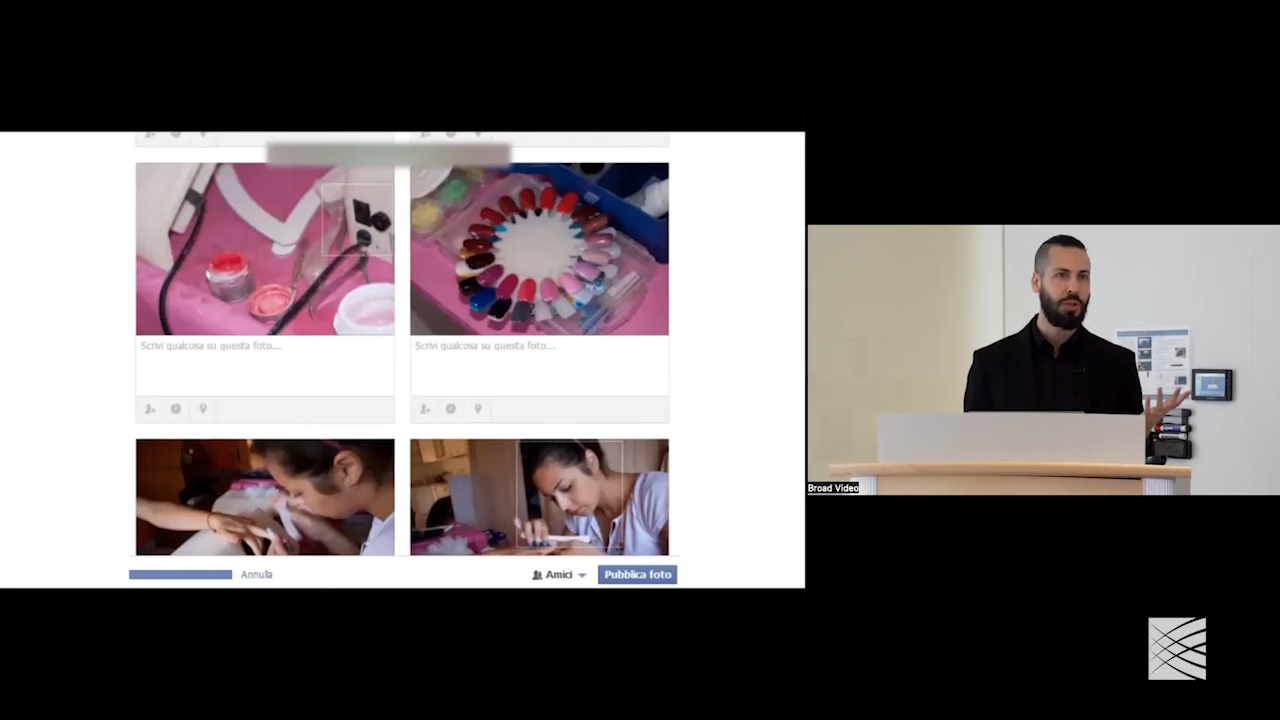 Scrivi qualcosa su questa foto...
Scrivi qualcosa su questa foto...
Annulla
Amici
Pubblica foto
Broad Video